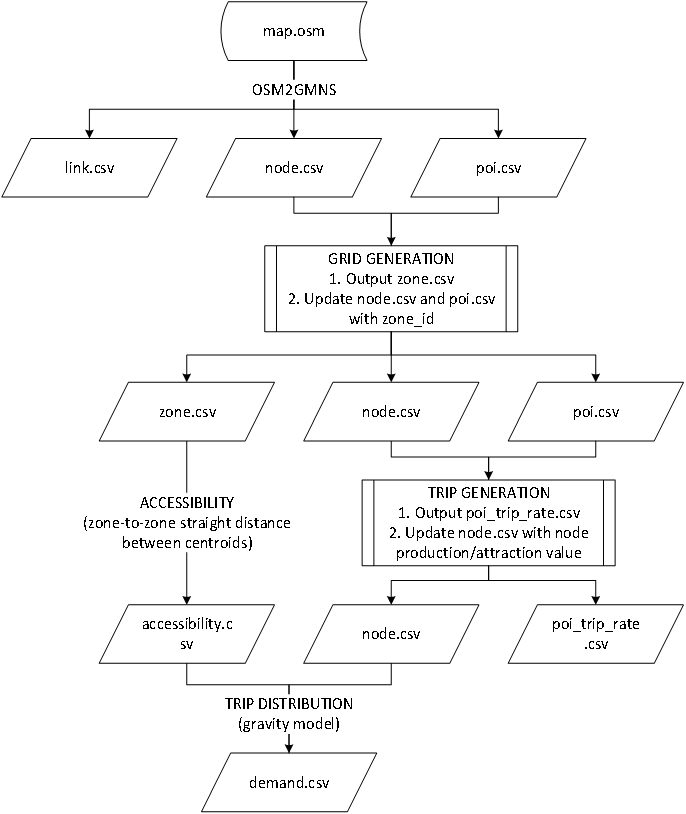 map.osm
OSM2GMNS
link.csv
node.csv
poi.csv
GRID GENERATION
1. Output zone.csv
2. Update node.csv and poi.csv
with zone_id
zone.csv
node.csv
poi.csv
ACCESSIBILITY
(zone-to-zone straight distance
between centroids)
TRIP GENERATION
1. Output poi_trip_rate.csv
2. Update node.csv with node
production/attraction value
accessibility.c
sv
node.csv
poi_trip_rate
.csv
TRIP DISTRIBUTION
(gravity model)
demand.csv